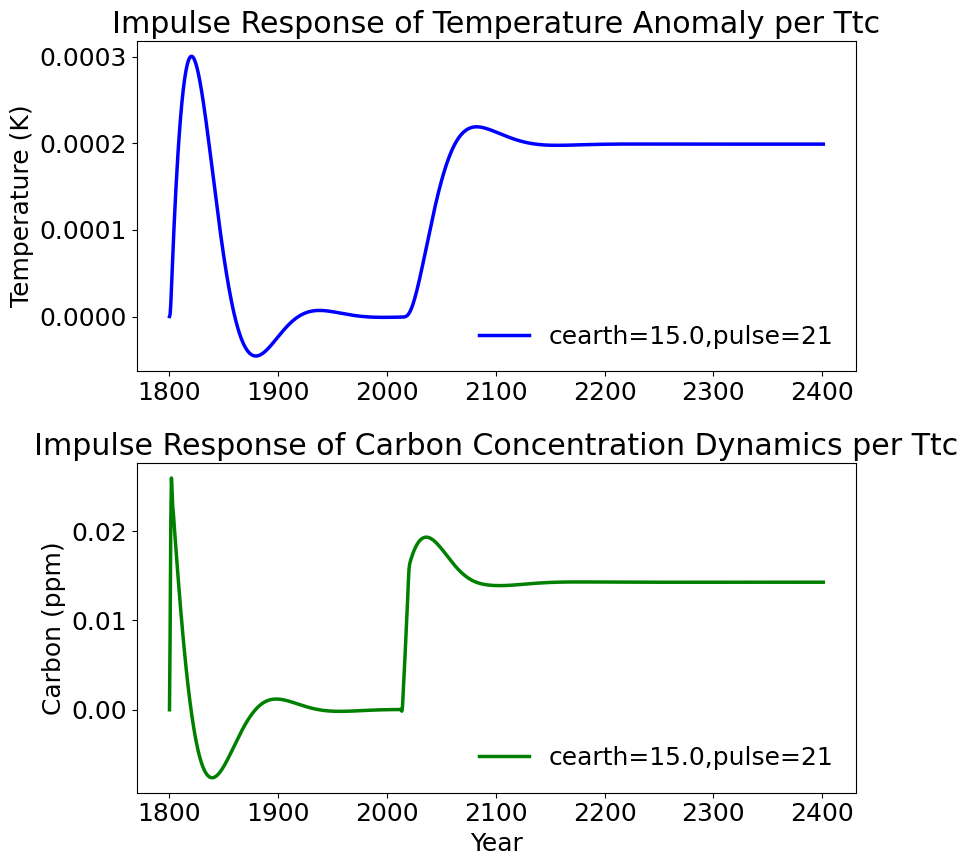 Impulse Response of Temperature Anomaly per Ttc
Temperature (K)
0.0003
0.0002
0.0001
0.0000
cearth=15.0,pulse=21
1800 1900 2000 2100 2200 2300 2400
Impulse Response of Carbon Concentration Dynamics per Ttc
Carbon (ppm)
0.02
0.01
0.00
cearth=15.0,pulse=21
1800 1900 2000 2100 2200 2300 2400
Year